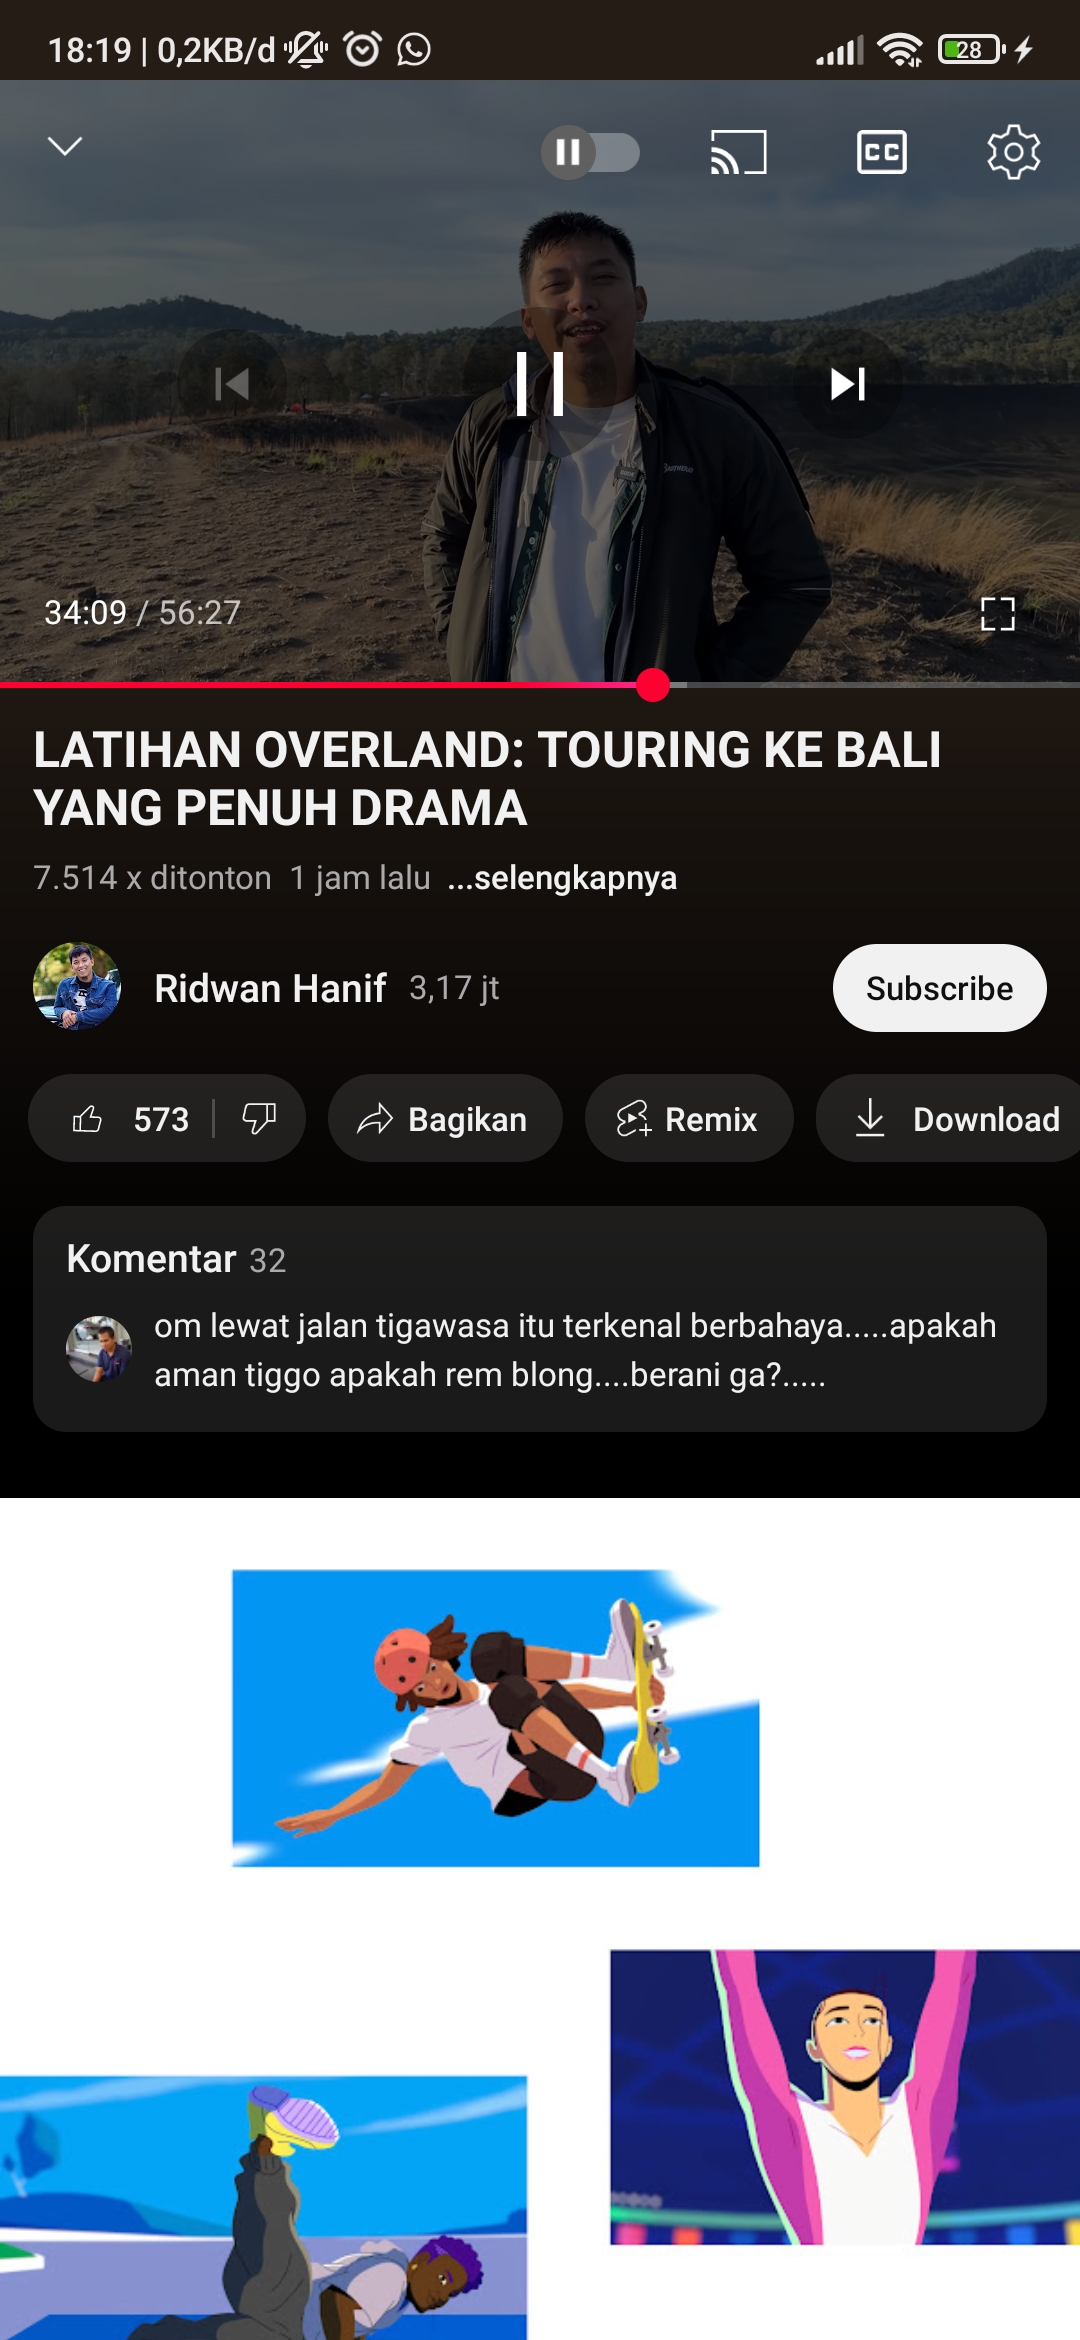 18:19 | 0,2KB/d
28
CC
34:09 / 56:27
LATIHAN OVERLAND: TOURING KE BALI
YANG PENUH DRAMA
7.514 x ditonton 1 jam lalu ...selengkapnya
Ridwan Hanif 3,17 jt
Subscribe
573
Bagikan
Remix
Download
Komentar 32
om lewat jalan tigawasa itu terkenal berbahaya.....apakah
aman tiggo apakah rem blong....berani ga?.....